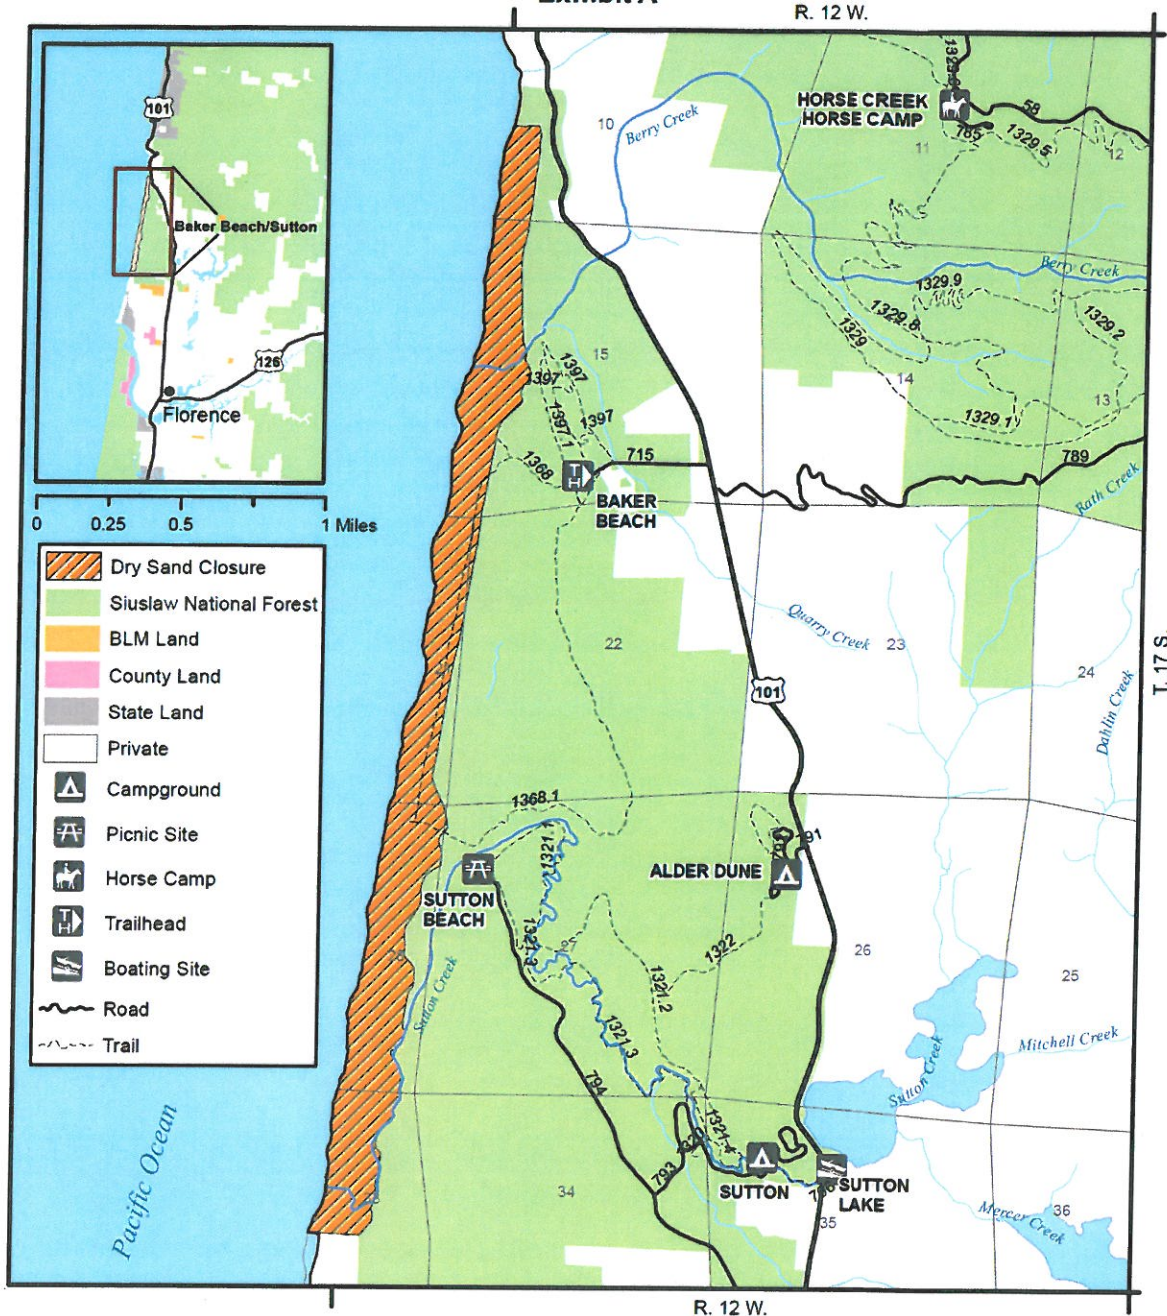 Exhibit A
R. 12 W.
101
Baker Beach/Sutton
126
Florence
0 0.25 0.5 1 Miles
Dry Sand Closure
Siuslaw National Forest
BLM Land
County Land
State Land
Private
Campground
Picnic Site
Horse Camp
TH
Trailhead
Boating Site
Road
Trail
HORSE CREEK
HORSE CAMP
58
785
1329.5
10
11
12
Berry Creek
Berry Creek
1329.9
1329.8
1329
1329.2
1329.1
13
14
15
1397
1397
1397
1397.1
1368
715
TH
BAKER
BEACH
789
Rath Creek
Quarry Creek
22
23
24
101
T. 17 S.
Dahlin Creek
1368.1
1321.1
791
ALDER DUNE
SUTTON
BEACH
1322
1321.2
1321.3
26
25
Sutton Creek
Sutton Creek
Mitchell Creek
794
1321.4
793
SUTTON
SUTTON
LAKE
34
35
36
Mercer Creek
Pacific Ocean
R. 12 W.